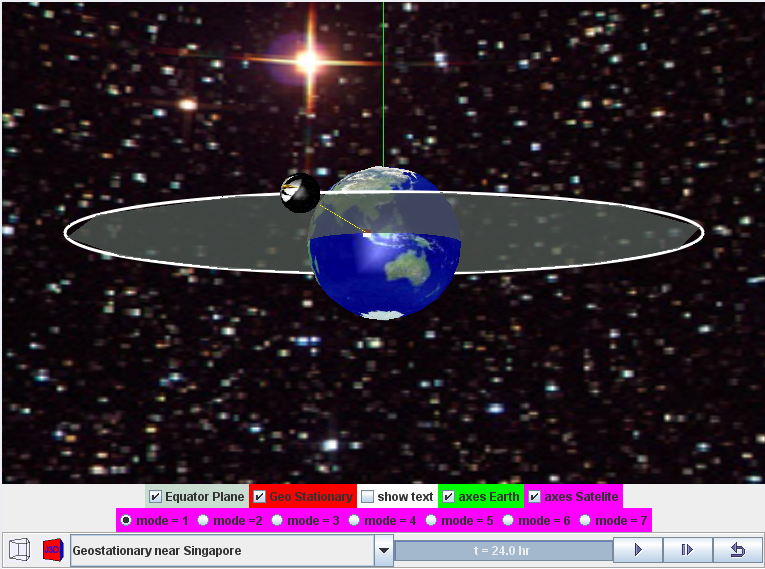 Equator Plane Geo Stationary show text axes Earth axes Satelite
mode = 1 mode =2 mode = 3 mode = 4 mode = 5 mode = 6 mode = 7
J3D Geostationary near Singapore t = 24.0 hr